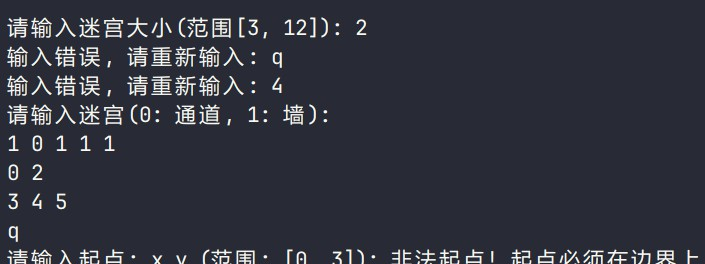 请输入迷宫大小(范围[3, 12]): 2
输入错误, 请重新输入: q
输入错误, 请重新输入: 4
请输入迷宫(0: 通道, 1: 墙):
1 0 1 1 1
0 2
3 4 5
q
请输入起点: x y (范围: [0, 3]): 非法起点! 起点必须在边界上